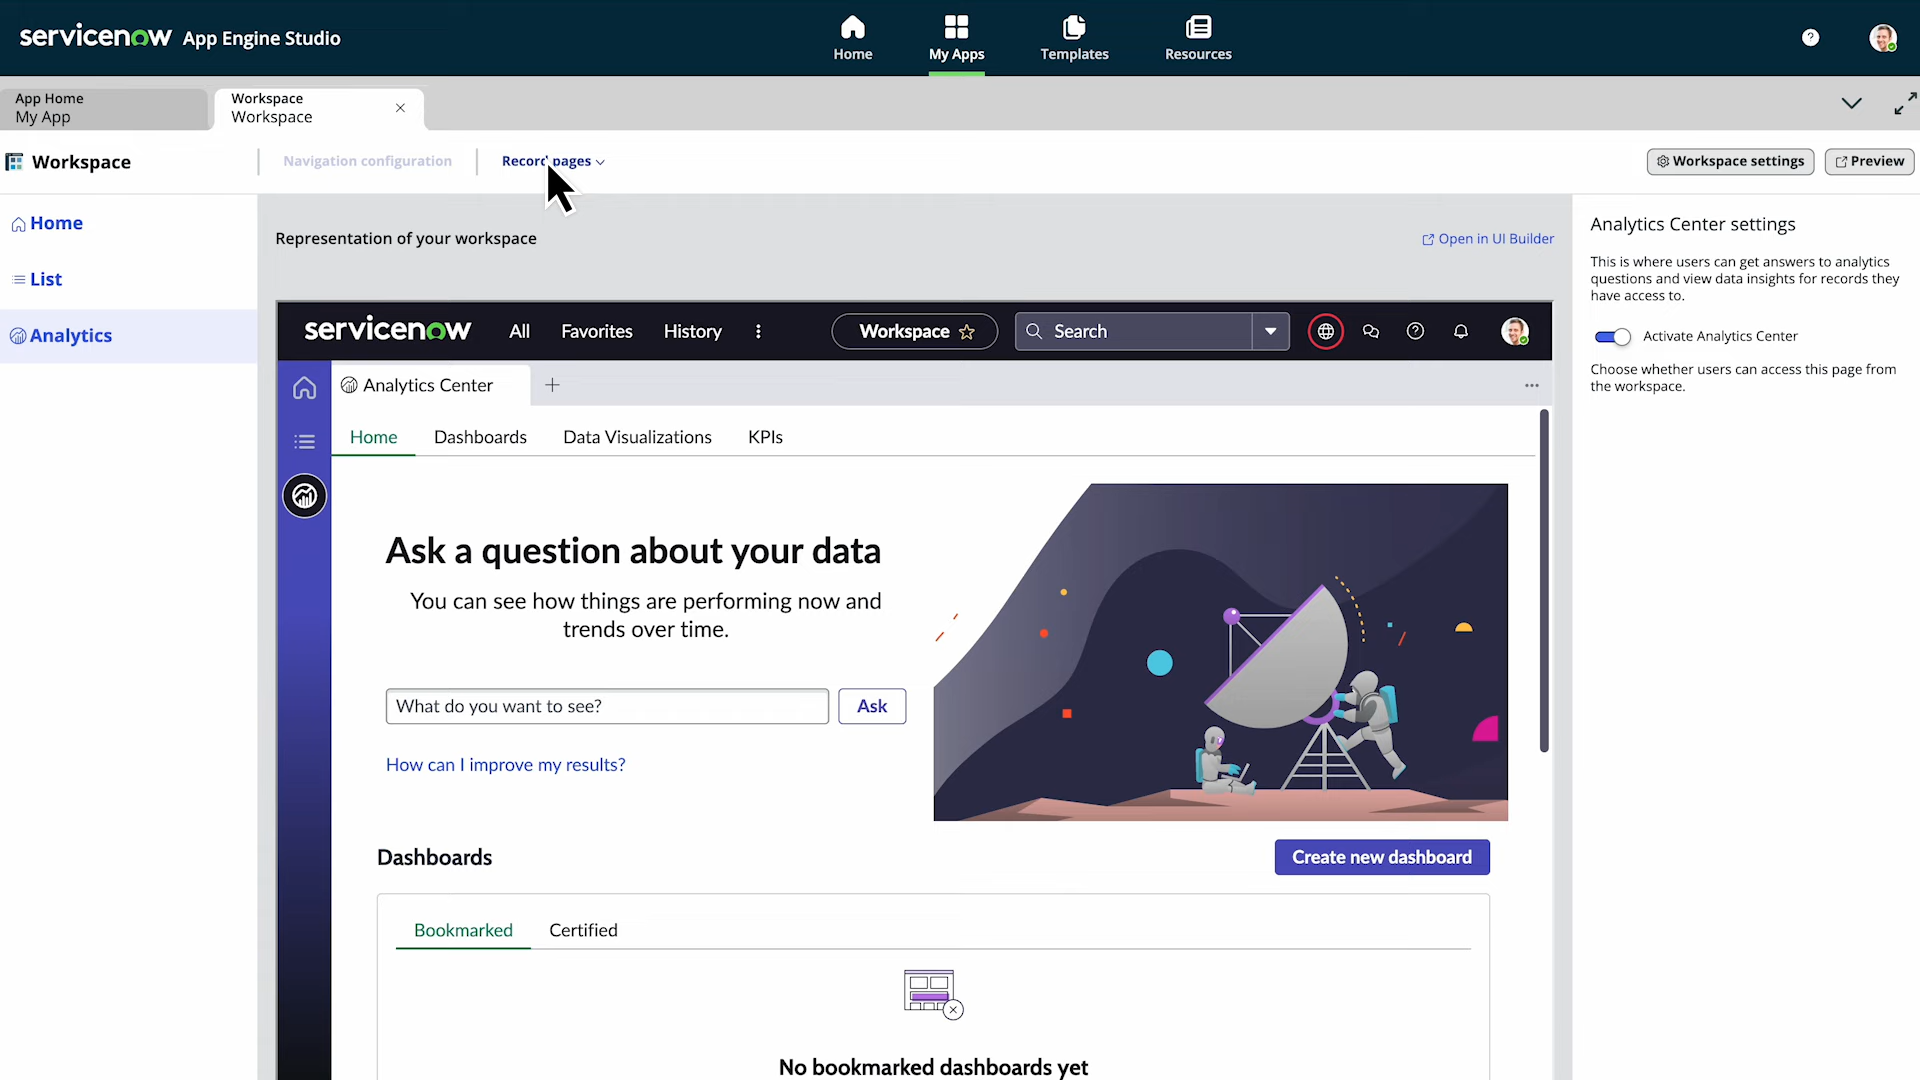 servicenow App Engine Studio
Home
My Apps
Templates
Resources
App Home
My App
Workspace
Workspace
Workspace
Navigation configuration
Record pages
Workspace settings
Preview
Home
List
Analytics
Representation of your workspace
Open in UI Builder
servicenow
All
Favorites
History
Workspace
Search
Analytics Center
Home
Dashboards
Data Visualizations
KPIs
Ask a question about your data
You can see how things are performing now and
trends over time.
What do you want to see?
Ask
How can I improve my results?
Dashboards
Create new dashboard
Bookmarked
Certified
No bookmarked dashboards yet
Analytics Center settings
This is where users can get answers to analytics
questions and view data insights for records they
have access to.
Activate Analytics Center
Choose whether users can access this page from
the workspace.